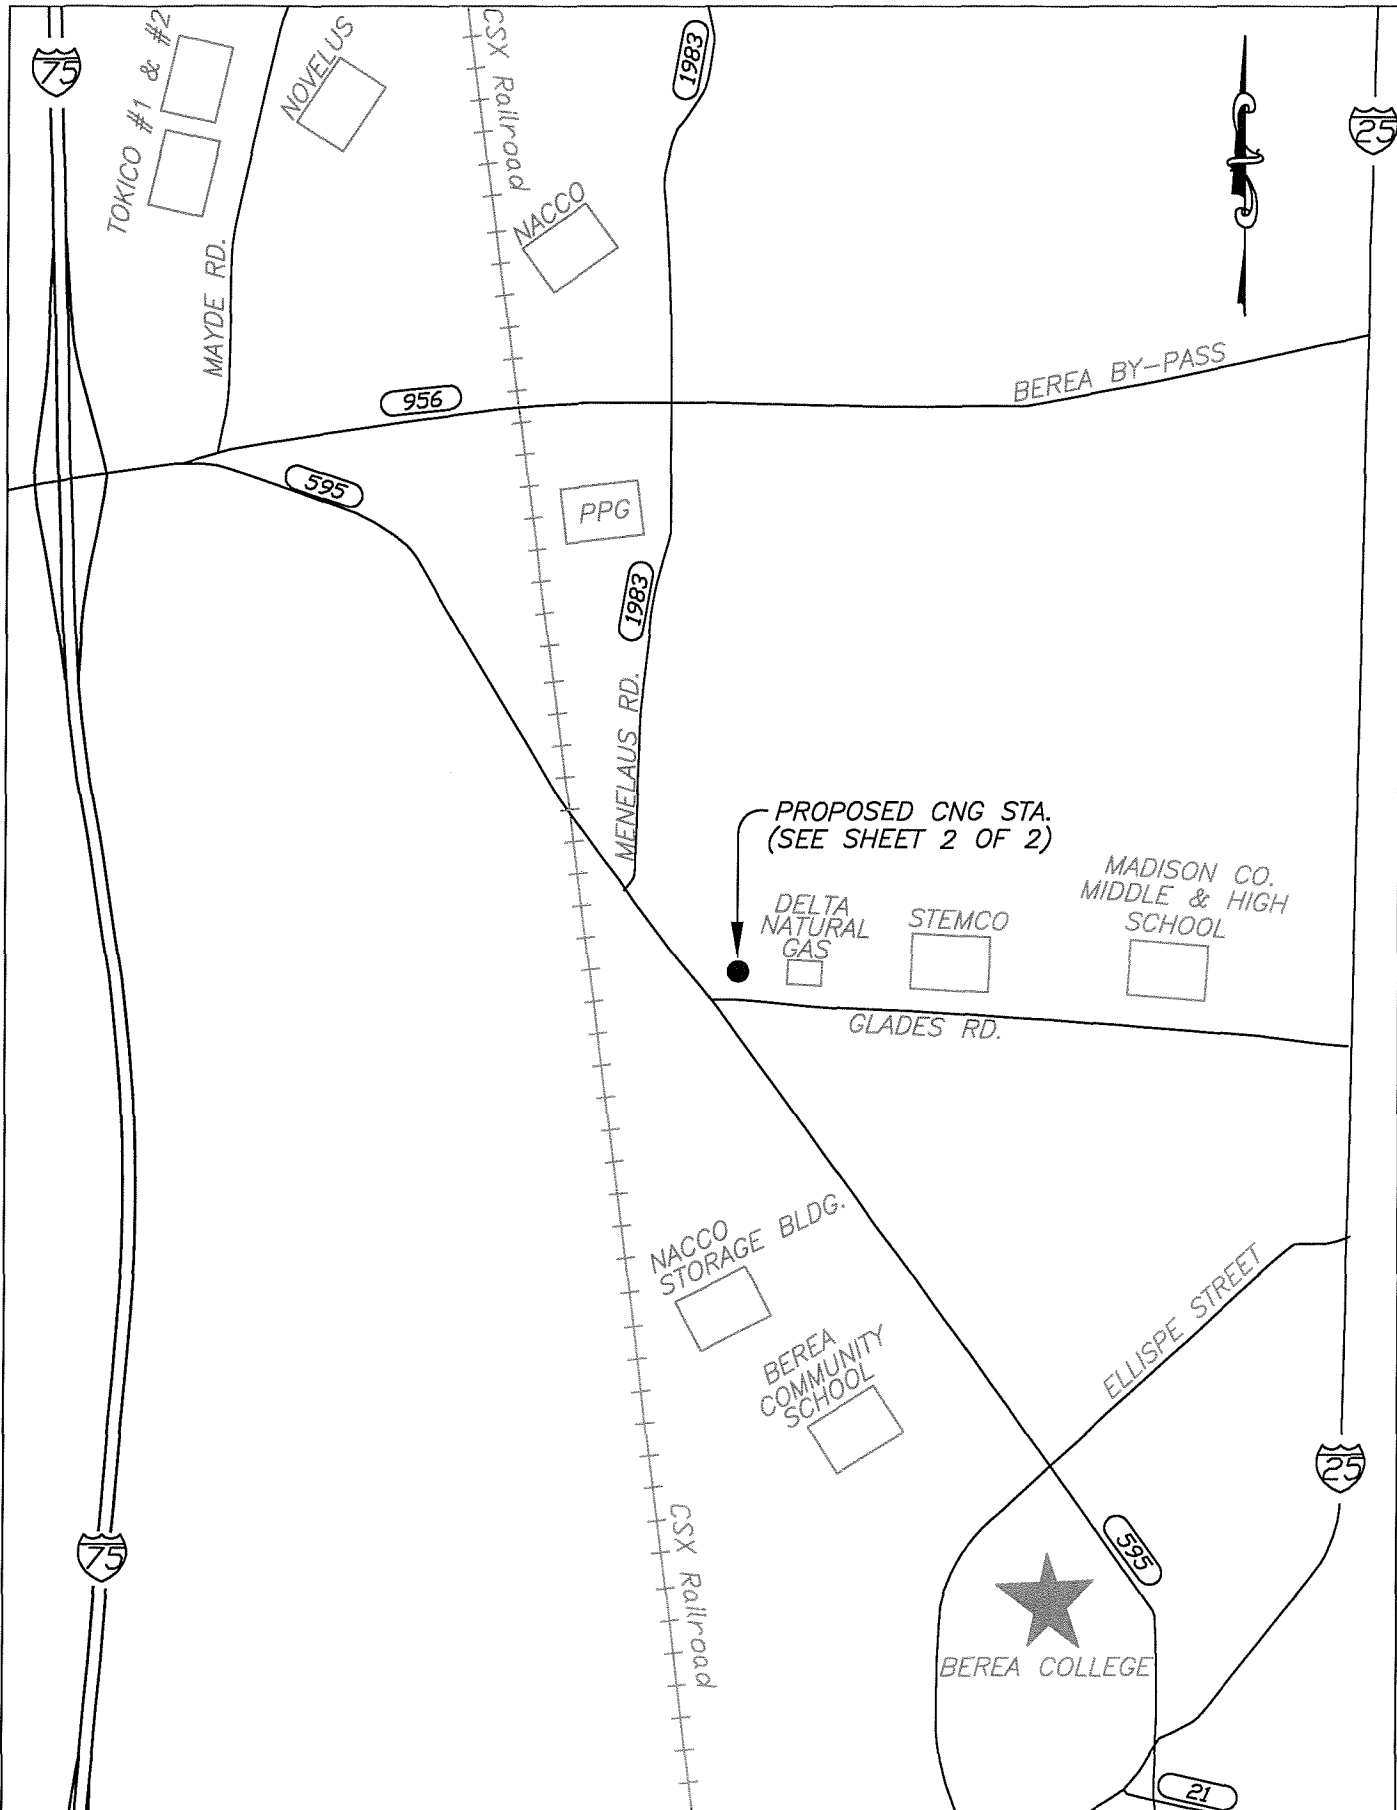 75
TOKICO #1 & #2
NOVELUS
CSX Railroad
1983
25
NACCO
MAYDE RD.
BEREA BY-PASS
956
595
PPG
1983
MENELAUS RD.
PROPOSED CNG STA.
(SEE SHEET 2 OF 2)
DELTA
NATURAL
GAS
STEMCO
MADISON CO.
MIDDLE & HIGH
SCHOOL
GLADES RD.
NACCO
STORAGE BLDG.
BEREA
COMMUNITY
SCHOOL
ELLISPE STREET
25
CSX Railroad
75
595
BEREA COLLEGE
21